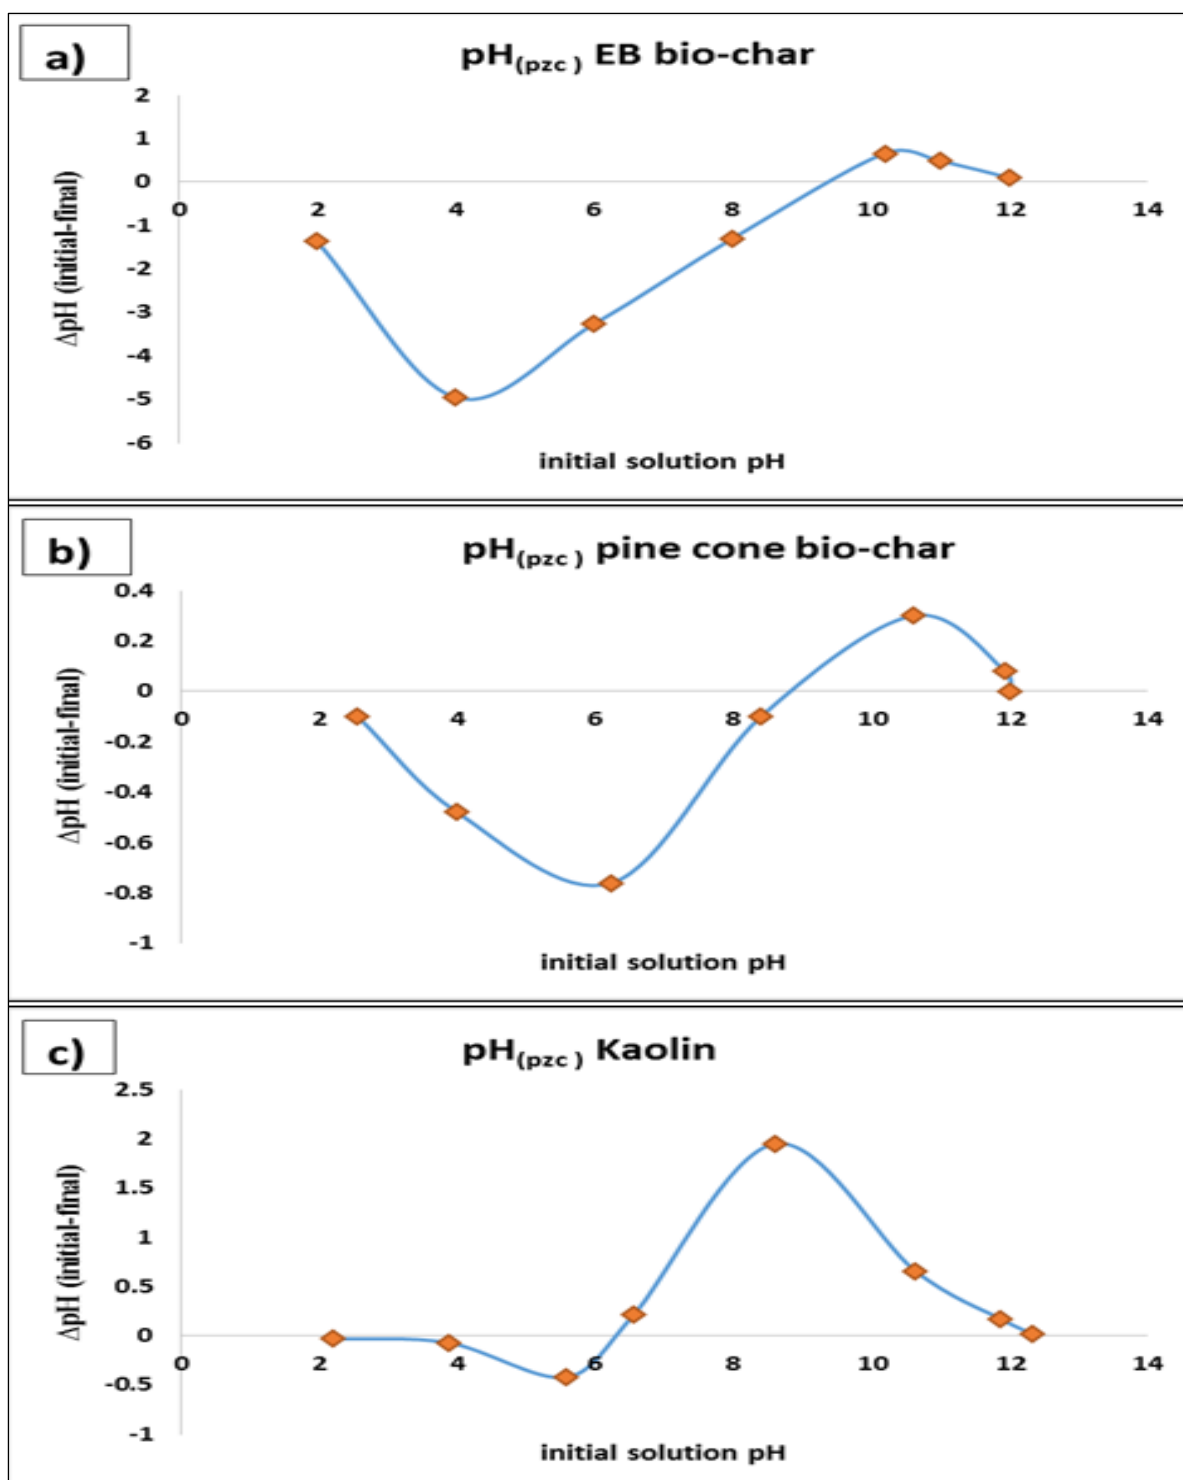 a)
pH(pzc ) EB bio-char
2
1
0
-1
-2
-3
-4
-5
-6
0 2 4 6 8 10 12 14
ΔpH (initial-final)
initial solution pH
b)
pH(pzc ) pine cone bio-char
0.4
0.2
0
-0.2
-0.4
-0.6
-0.8
-1
0 2 4 6 8 10 12 14
ΔpH (initial-final)
initial solution pH
c)
pH(pzc ) Kaolin
2.5
2
1.5
1
0.5
0
-0.5
-1
0 2 4 6 8 10 12 14
ΔpH (initial-final)
initial solution pH